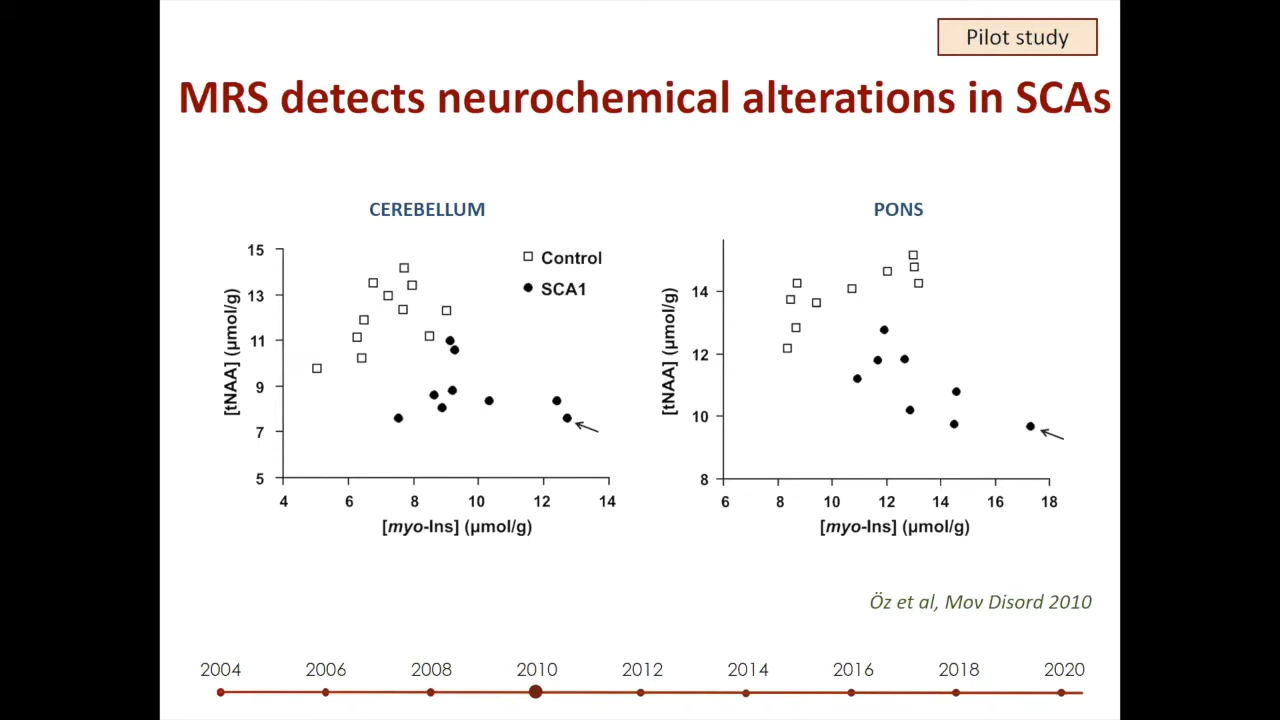 Pilot study
MRS detects neurochemical alterations in SCAs
CEREBELLUM
15
13
11
9
7
5
4 6 8 10 12 14
[tNAA] (µmol/g)
[myo-Ins] (µmol/g)
Control
SCA1
PONS
14
12
10
8
6 8 10 12 14 16 18
[tNAA] (µmol/g)
[myo-Ins] (µmol/g)
Öz et al, Mov Disord 2010
2004 2006 2008 2010 2012 2014 2016 2018 2020